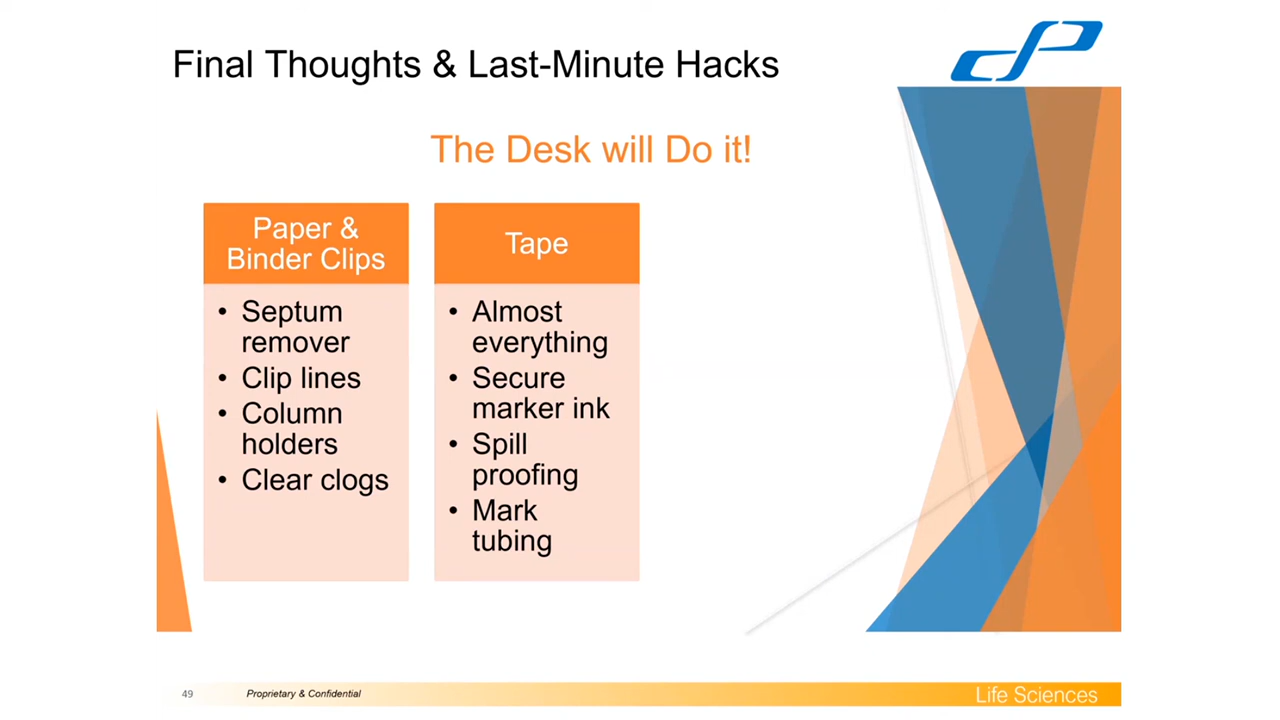 Final Thoughts & Last-Minute Hacks
The Desk will Do it!
Paper &
Binder Clips
• Septum
remover
• Clip lines
• Column
holders
• Clear clogs
Tape
• Almost
everything
• Secure
marker ink
• Spill
proofing
• Mark
tubing
49
Proprietary & Confidential
Life Sciences